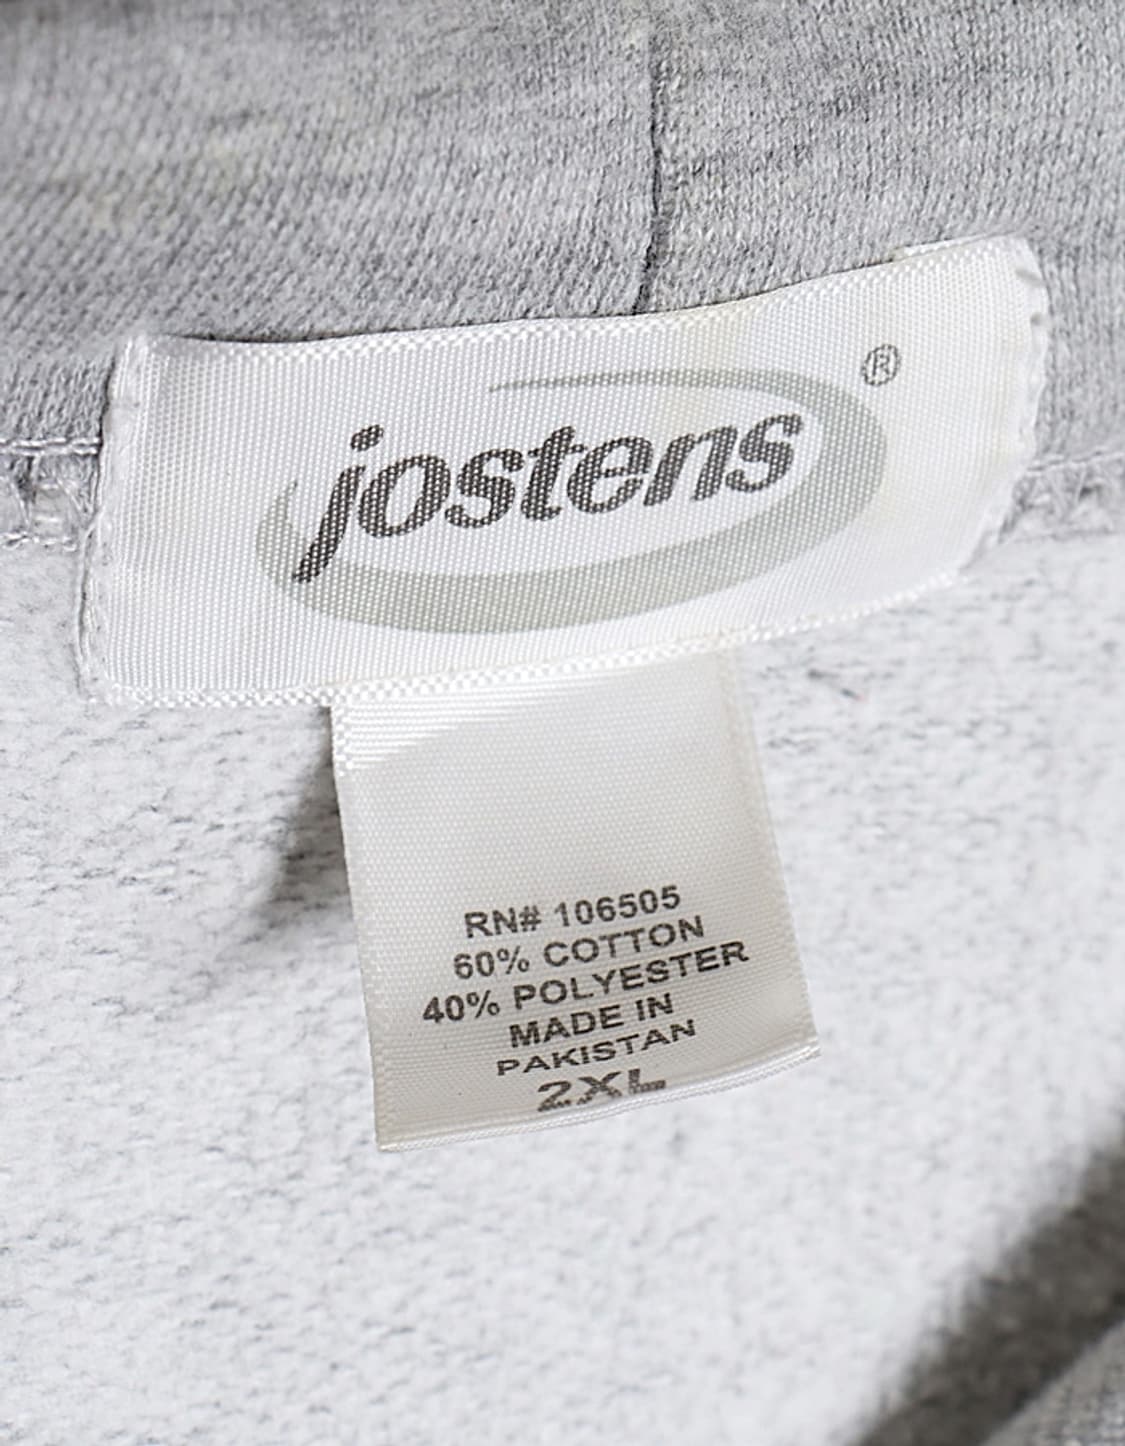 jostens®
RN# 106505
60% COTTON
40% POLYESTER
MADE IN
PAKISTAN
2XL